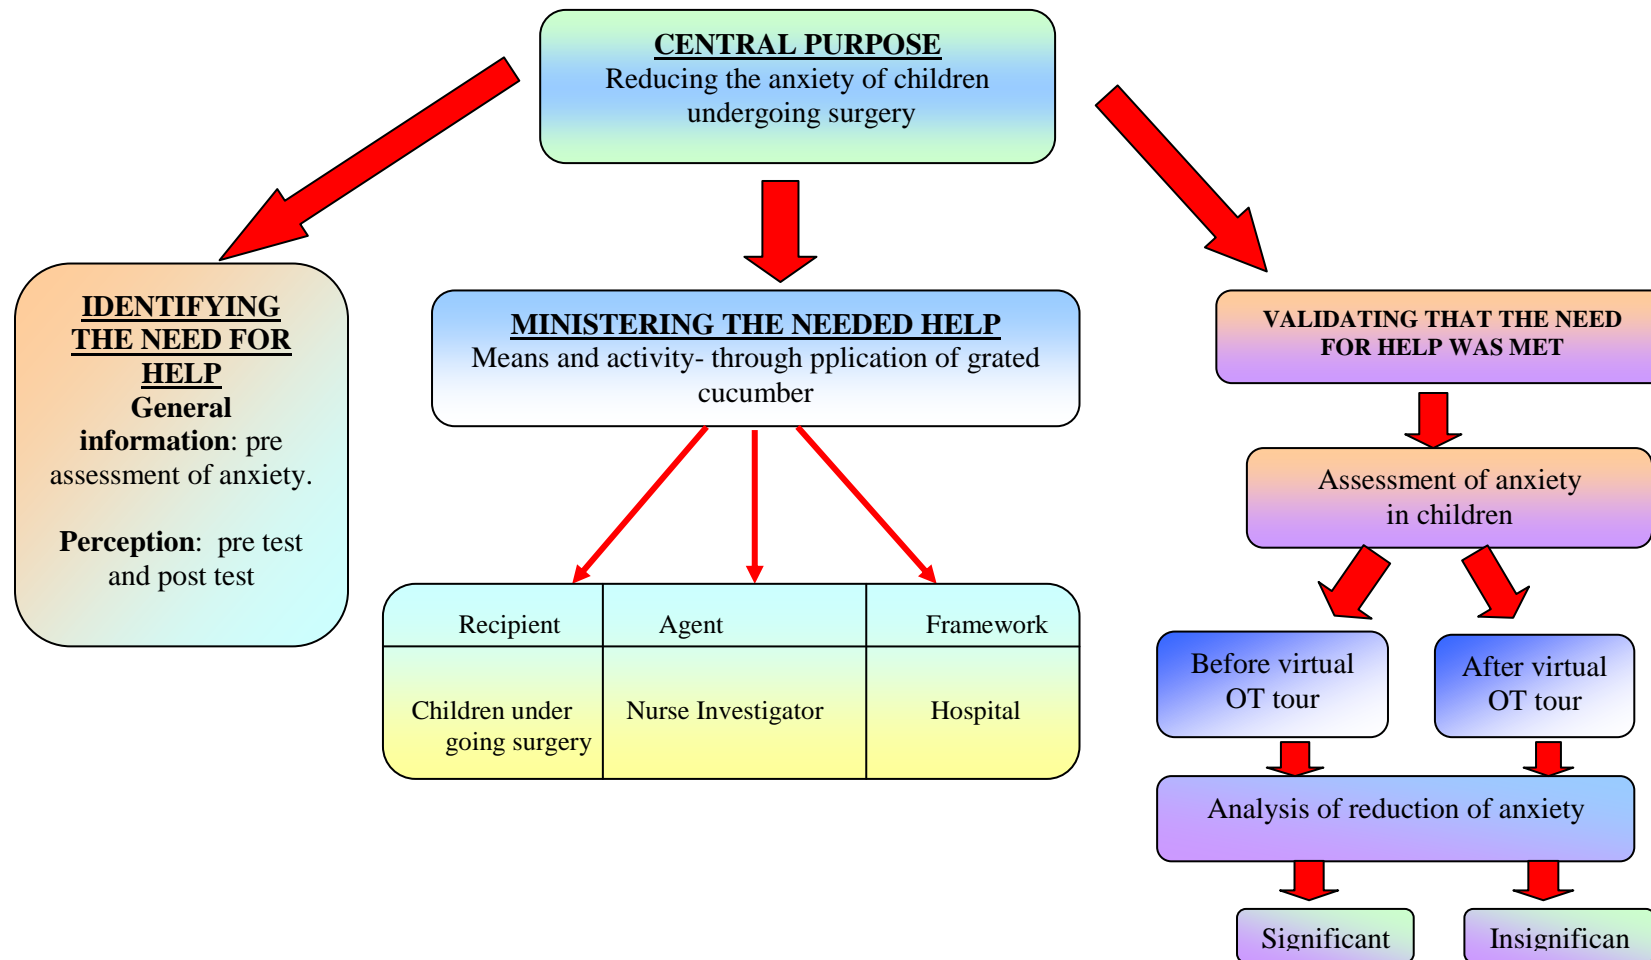 CENTRAL PURPOSE
Reducing the anxiety of children
undergoing surgery
IDENTIFYING
THE NEED FOR
HELP
General
information: pre
assessment of anxiety.
Perception: pre test
and post test
MINISTERING THE NEEDED HELP
Means and activity- through pplication of grated
cucumber
Recipient
Agent
Framework
Children under
going surgery
Nurse Investigator
Hospital
VALIDATING THAT THE NEED
FOR HELP WAS MET
Assessment of anxiety
in children
Before virtual
OT tour
After virtual
OT tour
Analysis of reduction of anxiety
Significant
Insignifican